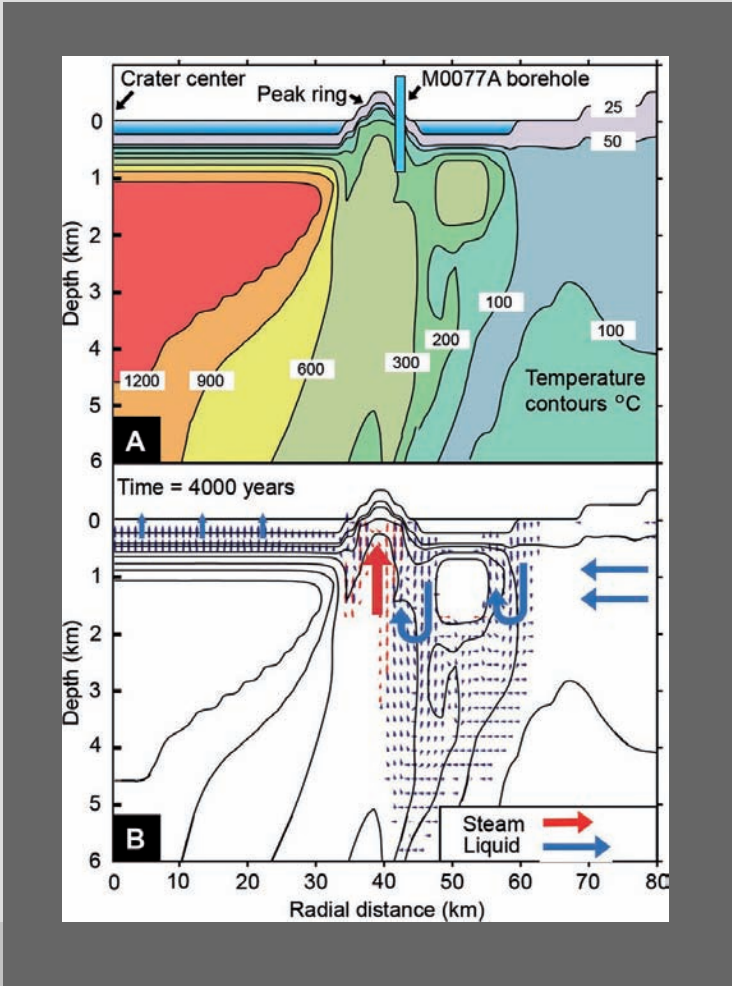 Crater center
M0077A borehole
Peak ring
25
50
0
1
2
3
4
5
6
Depth (km)
100
100
200
300
600
900
1200
Temperature
contours °C
A
Time = 4000 years
0
1
2
3
4
5
6
Depth (km)
B
Steam
Liquid
0
10
20
30
40
50
60
70
80
Radial distance (km)